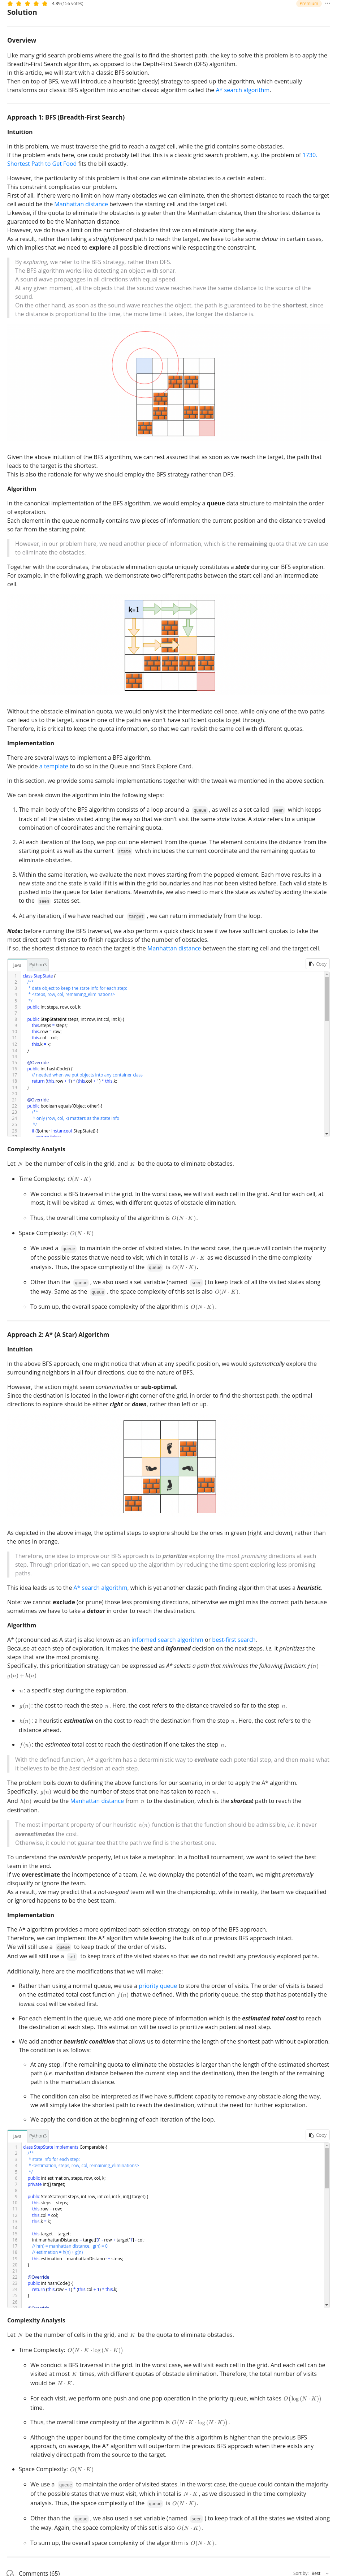 4.89 (156 votes)
Premium
Solution
Overview
Like many grid search problems where the goal is to find the shortest path, the key to solve this problem is to apply the
Breadth-First Search algorithm, as opposed to the Depth-First Search (DFS) algorithm.
In this article, we will start with a classic BFS solution.
Then on top of BFS, we will introduce a heuristic (greedy) strategy to speed up the algorithm, which eventually
transforms our classic BFS algorithm into another classic algorithm called the A* search algorithm.
Approach 1: BFS (Breadth-First Search)
Intuition
In this problem, we must traverse the grid to reach a target cell, while the grid contains some obstacles.
If the problem ends here, one could probably tell that this is a classic grid search problem, e.g. the problem of 1730.
Shortest Path to Get Food fits the bill exactly.
However, the particularity of this problem is that one can eliminate obstacles to a certain extent.
This constraint complicates our problem.
First of all, if there were no limit on how many obstacles we can eliminate, then the shortest distance to reach the target
cell would be the Manhattan distance between the starting cell and the target cell.
Likewise, if the quota to eliminate the obstacles is greater than the Manhattan distance, then the shortest distance is
guaranteed to be the Manhattan distance.
However, we do have a limit on the number of obstacles that we can eliminate along the way.
As a result, rather than taking a straightforward path to reach the target, we have to take some detour in certain cases,
which implies that we need to explore all possible directions while respecting the constraint.
By exploring, we refer to the BFS strategy, rather than DFS.
The BFS algorithm works like detecting an object with sonar.
A sound wave propagages in all directions with equal speed.
At any given moment, all the objects that the sound wave reaches have the same distance to the source of the
sound.
On the other hand, as soon as the sound wave reaches the object, the path is guaranteed to be the shortest, since
the distance is proportional to the time, the more time it takes, the longer the distance is.
Given the above intuition of the BFS algorithm, we can rest assured that as soon as we reach the target, the path that
leads to the target is the shortest.
This is also the rationale for why we should employ the BFS strategy rather than DFS.
Algorithm
In the canonical implementation of the BFS algorithm, we would employ a queue data structure to maintain the order
of exploration.
Each element in the queue normally contains two pieces of information: the current position and the distance traveled
so far from the starting point.
However, in our problem here, we need another piece of information, which is the remaining quota that we can use
to eliminate the obstacles.
Together with the coordinates, the obstacle elimination quota uniquely constitutes a state during our BFS exploration.
For example, in the following graph, we demonstrate two different paths between the start cell and an intermediate
cell.
k=1
Without the obstacle elimination quota, we would only visit the intermediate cell once, while only one of the two paths
can lead us to the target, since in one of the paths we don't have sufficient quota to get through.
Therefore, it is critical to keep the quota information, so that we can revisit the same cell with different quotas.
Implementation
There are several ways to implement a BFS algorithm.
We provide a template to do so in the Queue and Stack Explore Card.
In this section, we provide some sample implementations together with the tweak we mentioned in the above section.
We can break down the algorithm into the following steps:
1. The main body of the BFS algorithm consists of a loop around a queue, as well as a set called seen which keeps
track of all the states visited along the way so that we don't visit the same state twice. A state refers to a unique
combination of coordinates and the remaining quota.
2. At each iteration of the loop, we pop out one element from the queue. The element contains the distance from the
starting point as well as the current state which includes the current coordinate and the remaining quotas to
eliminate obstacles.
3. Within the same iteration, we evaluate the next moves starting from the popped element. Each move results in a
new state and the state is valid if it is within the grid boundaries and has not been visited before. Each valid state is
pushed into the queue for later iterations. Meanwhile, we also need to mark the state as visited by adding the state
to the seen states set.
4. At any iteration, if we have reached our target, we can return immediately from the loop.
Note: before running the BFS traversal, we can perform a quick check to see if we have sufficient quotas to take the
most direct path from start to finish regardless of the number of obstacles.
If so, the shortest distance to reach the target is the Manhattan distance between the starting cell and the target cell.
Java Python3
Copy
1 class StepState {
2 /**
3 * data object to keep the state info for each step:
4 * <steps, row, col, remaining_eliminations>
5 */
6 public int steps, row, col, k;
7
8 public StepState(int steps, int row, int col, int k) {
9 this.steps = steps;
10 this.row = row;
11 this.col = col;
12 this.k = k;
13 }
14
15 @Override
16 public int hashCode() {
17 // needed when we put objects into any container class
18 return (this.row + 1) * (this.col + 1) * this.k;
19 }
20
21 @Override
22 public boolean equals(Object other) {
23 /**
24 * only (row, col, k) matters as the state info
25 */
26 if (!(other instanceof StepState)) {
Complexity Analysis
Let N be the number of cells in the grid, and K be the quota to eliminate obstacles.
• Time Complexity: O(N · K)
◦ We conduct a BFS traversal in the grid. In the worst case, we will visit each cell in the grid. And for each cell, at
most, it will be visited K times, with different quotas of obstacle elimination.
◦ Thus, the overall time complexity of the algorithm is O(N · K).
• Space Complexity: O(N · K)
◦ We used a queue to maintain the order of visited states. In the worst case, the queue will contain the majority
of the possible states that we need to visit, which in total is N · K as we discussed in the time complexity
analysis. Thus, the space complexity of the queue is O(N · K).
◦ Other than the queue, we also used a set variable (named seen) to keep track of all the visited states along
the way. Same as the queue, the space complexity of this set is also O(N · K).
◦ To sum up, the overall space complexity of the algorithm is O(N · K).
Approach 2: A* (A Star) Algorithm
Intuition
In the above BFS approach, one might notice that when at any specific position, we would systematically explore the
surrounding neighbors in all four directions, due to the nature of BFS.
However, the action might seem contreintuitive or sub-optimal.
Since the destination is located in the lower-right corner of the grid, in order to find the shortest path, the optimal
directions to explore should be either right or down, rather than left or up.
As depicted in the above image, the optimal steps to explore should be the ones in green (right and down), rather than
the ones in orange.
Therefore, one idea to improve our BFS approach is to prioritize exploring the most promising directions at each
step. Through prioritization, we can speed up the algorithm by reducing the time spent exploring less promising
paths.
This idea leads us to the A* search algorithm, which is yet another classic path finding algorithm that uses a heuristic.
Note: we cannot exclude (or prune) those less promising directions, otherwise we might miss the correct path because
sometimes we have to take a detour in order to reach the destination.
Algorithm
A* (pronounced as A star) is also known as an informed search algorithm or best-first search.
Because at each step of exploration, it makes the best and informed decision on the next steps, i.e. it prioritizes the
steps that are the most promising.
Specifically, this prioritization strategy can be expressed as A* selects a path that minimizes the following function: f(n) =
g(n) + h(n)
• n: a specific step during the exploration.
• g(n): the cost to reach the step n. Here, the cost refers to the distance traveled so far to the step n.
• h(n): a heuristic estimation on the cost to reach the destination from the step n. Here, the cost refers to the
distance ahead.
• f(n): the estimated total cost to reach the destination if one takes the step n.
With the defined function, A* algorithm has a deterministic way to evaluate each potential step, and then make what
it believes to be the best decision at each step.
The problem boils down to defining the above functions for our scenario, in order to apply the A* algorithm.
Specifically, g(n) would be the number of steps that one has taken to reach n.
And h(n) would be the Manhattan distance from n to the destination, which is the shortest possible distance to the
destination.
The most important property of our heuristic h(n) function is that the function should be admissible, i.e. it never
overestimates the cost.
Otherwise, it could not guarantee that the path we find is the shortest one.
To understand the admissible property, let us take a metaphor. In a football tournament, we want to select the best
team in the end.
If we overestimate the incompetence of a team, i.e. we downplay the potential of the team, we might prematurely
disqualify or ignore the team.
As a result, we may predict that a not-so-good team will win the championship, while in reality, the team we disqualified
or ignored happens to be the best team.
Implementation
The A* algorithm provides a more optimized path selection strategy, on top of the BFS approach.
Therefore, we can implement the A* algorithm while keeping the bulk of our previous BFS approach intact.
We will still use a queue to keep track of the order of visits.
And we will still use a set to keep track of the visited states so that we do not revisit any previously explored paths.
Additionally, here are the modifications that we will make:
• Rather than using a normal queue, we use a priority queue to store the order of visits. The order of visits is based
on the estimated total cost function f(n) that we defined. With the priority queue, the step that has potentially the
lowest cost will be visited first.
• For each element in the queue, we add one more piece of information which is the estimated total cost to reach
the destination at each step. This estimation will be used to prioritize each potential next step.
• We add another heuristic condition that allows us to determine the length of the shortest path without exploration.
The condition is as follows:
◦ At any step, if the remaining quota to eliminate the obstacles is larger than the length of the estimated shortest
path (i.e. manhattan distance between the current step and the destination), then the length of the remaining
path is the manhattan distance.
◦ The condition can also be interpreted as if we have sufficient capacity to remove any obstacle along the way,
we will simply take the shortest path to reach the destination, without the need for further exploration.
◦ We apply the condition at the beginning of each iteration of the loop.
Java Python3
Copy
1 class StepState implements Comparable {
2 /**
3 * state info for each step:
4 * <estimation, steps, row, col, remaining_eliminations>
5 */
6 public int estimation, steps, row, col, k;
7 private int[] target;
8
9 public StepState(int steps, int row, int col, int k, int[] target) {
10 this.steps = steps;
11 this.row = row;
12 this.col = col;
13 this.k = k;
14
15 this.target = target;
16 int manhattanDistance = target[0] - row + target[1] - col;
17 // h(n) = manhattan distance, g(n) = 0
18 // estimation = h(n) + g(n)
19 this.estimation = manhattanDistance + steps;
20 }
21
22 @Override
23 public int hashCode() {
24 return (this.row + 1) * (this.col + 1) * this.k;
25 }
26
Complexity Analysis
Let N be the number of cells in the grid, and K be the quota to eliminate obstacles.
• Time Complexity: O(N · K · log(N · K))
◦ We conduct a BFS traversal in the grid. In the worst case, we will visit each cell in the grid. And each cell can be
visited at most K times, with different quotas of obstacle elimination. Therefore, the total number of visits
would be N · K.
◦ For each visit, we perform one push and one pop operation in the priority queue, which takes O(log(N · K))
time.
◦ Thus, the overall time complexity of the algorithm is O(N · K · log(N · K)).
◦ Although the upper bound for the time complexity of this algorithm is higher than the previous BFS
approach, on average, the A* algorithm will outperform the previous BFS approach when there exists any
relatively direct path from the source to the target.
• Space Complexity: O(N · K)
◦ We use a queue to maintain the order of visited states. In the worst case, the queue could contain the majority
of the possible states that we must visit, which in total is N · K, as we discussed in the time complexity
analysis. Thus, the space complexity of the queue is O(N · K).
◦ Other than the queue, we also used a set variable (named seen) to keep track of all the states we visited along
the way. Again, the space complexity of this set is also O(N · K).
◦ To sum up, the overall space complexity of the algorithm is O(N · K).
Comments (65)
Sort by: Best